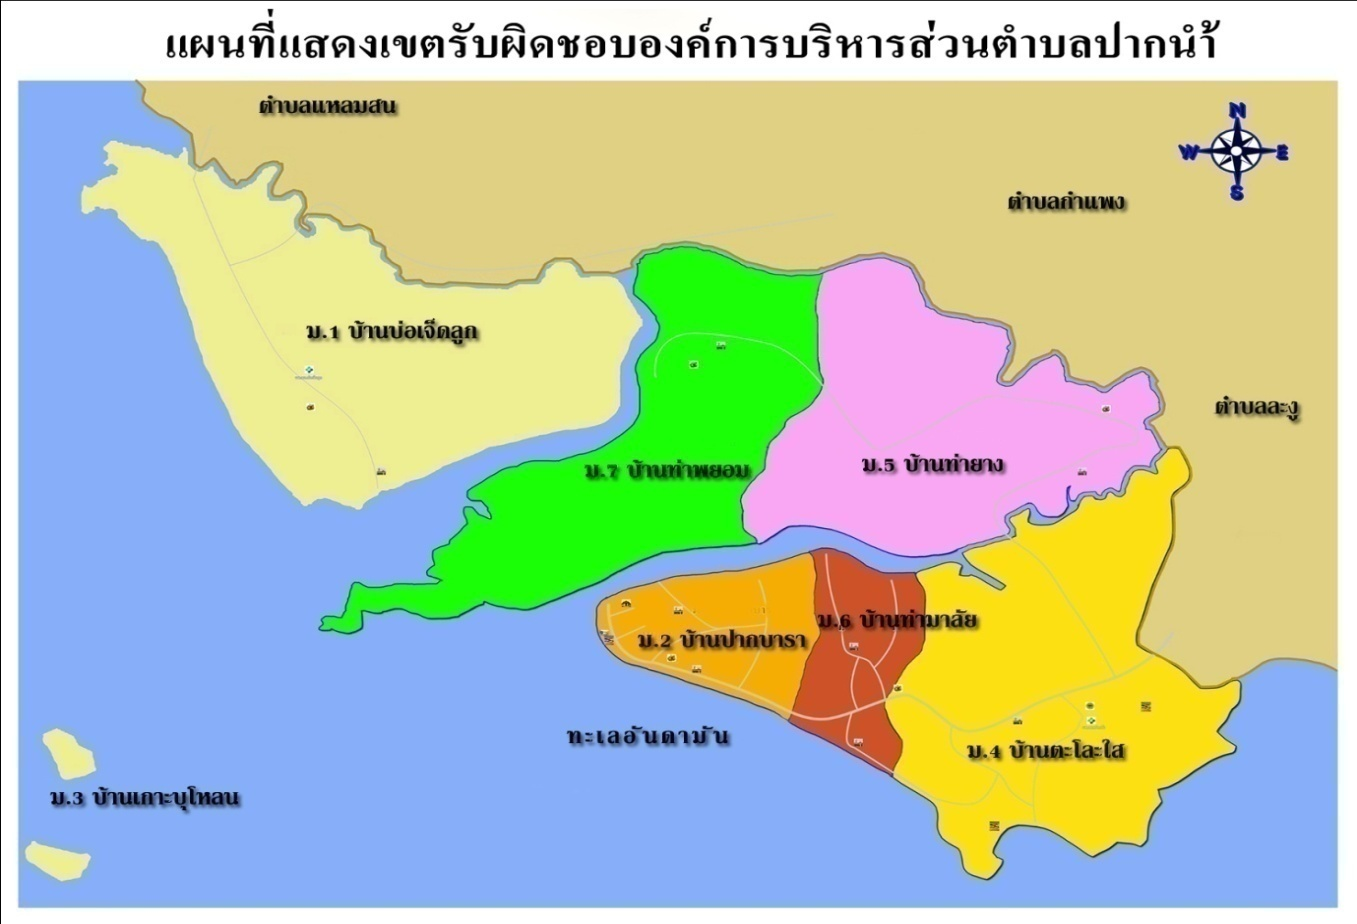 แผนที่แสดงเขตรับผิดชอบองค์การบริหารส่วนตำบลปากน้ำ
ตำบลแหลมสน
N
W E
S
ตำบลกำแพง
ม.1 บ้านบ่อเจ็ดลูก
ตำบลละงู
ม.7 บ้านท่าพยอม
ม.5 บ้านท่ายาง
ม.6 บ้านท่ามาลัย
ม.2 บ้านปากบารา
ทะเลอันดามัน
ม.4 บ้านตะโละใส
ม.3 บ้านเกาะบุโหลน